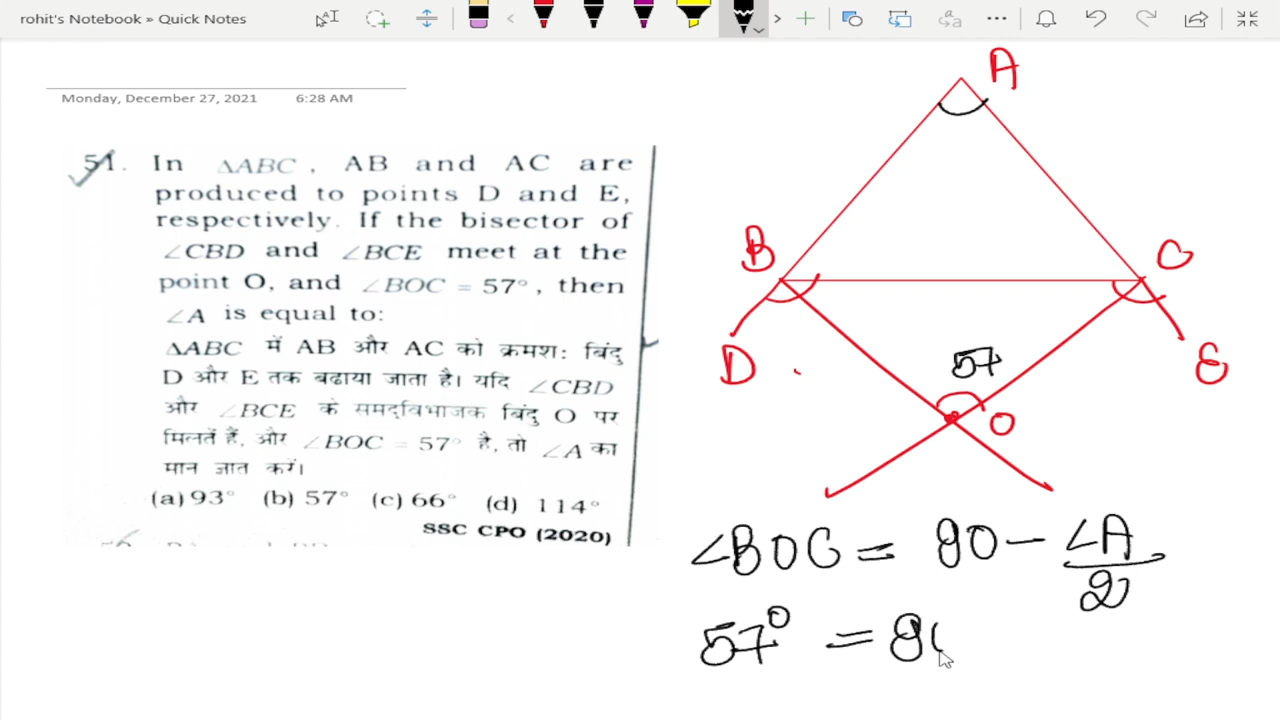 rohit's Notebook » Quick Notes
Monday, December 27, 2021 6:28 AM
51. In ΔABC, AB and AC are
produced to points D and E,
respectively. If the bisector of
∠CBD and ∠BCE meet at the
point O, and ∠BOC = 57°, then
∠A is equal to:
ΔABC में AB और AC को क्रमश: बिंदु
D और E तक बढाया जाता है। यदि ∠CBD
और ∠BCE के समद्विभाजक बिंदु O पर
मिलतें हैं, और ∠BOC = 57° है, तो ∠A का
मान ज्ञात करें।
(a) 93° (b) 57° (c) 66° (d) 114°
SSC CPO (2020)
A
B
C
D
E
57
O
∠BOC = 90 - ∠A/2
57° = 90